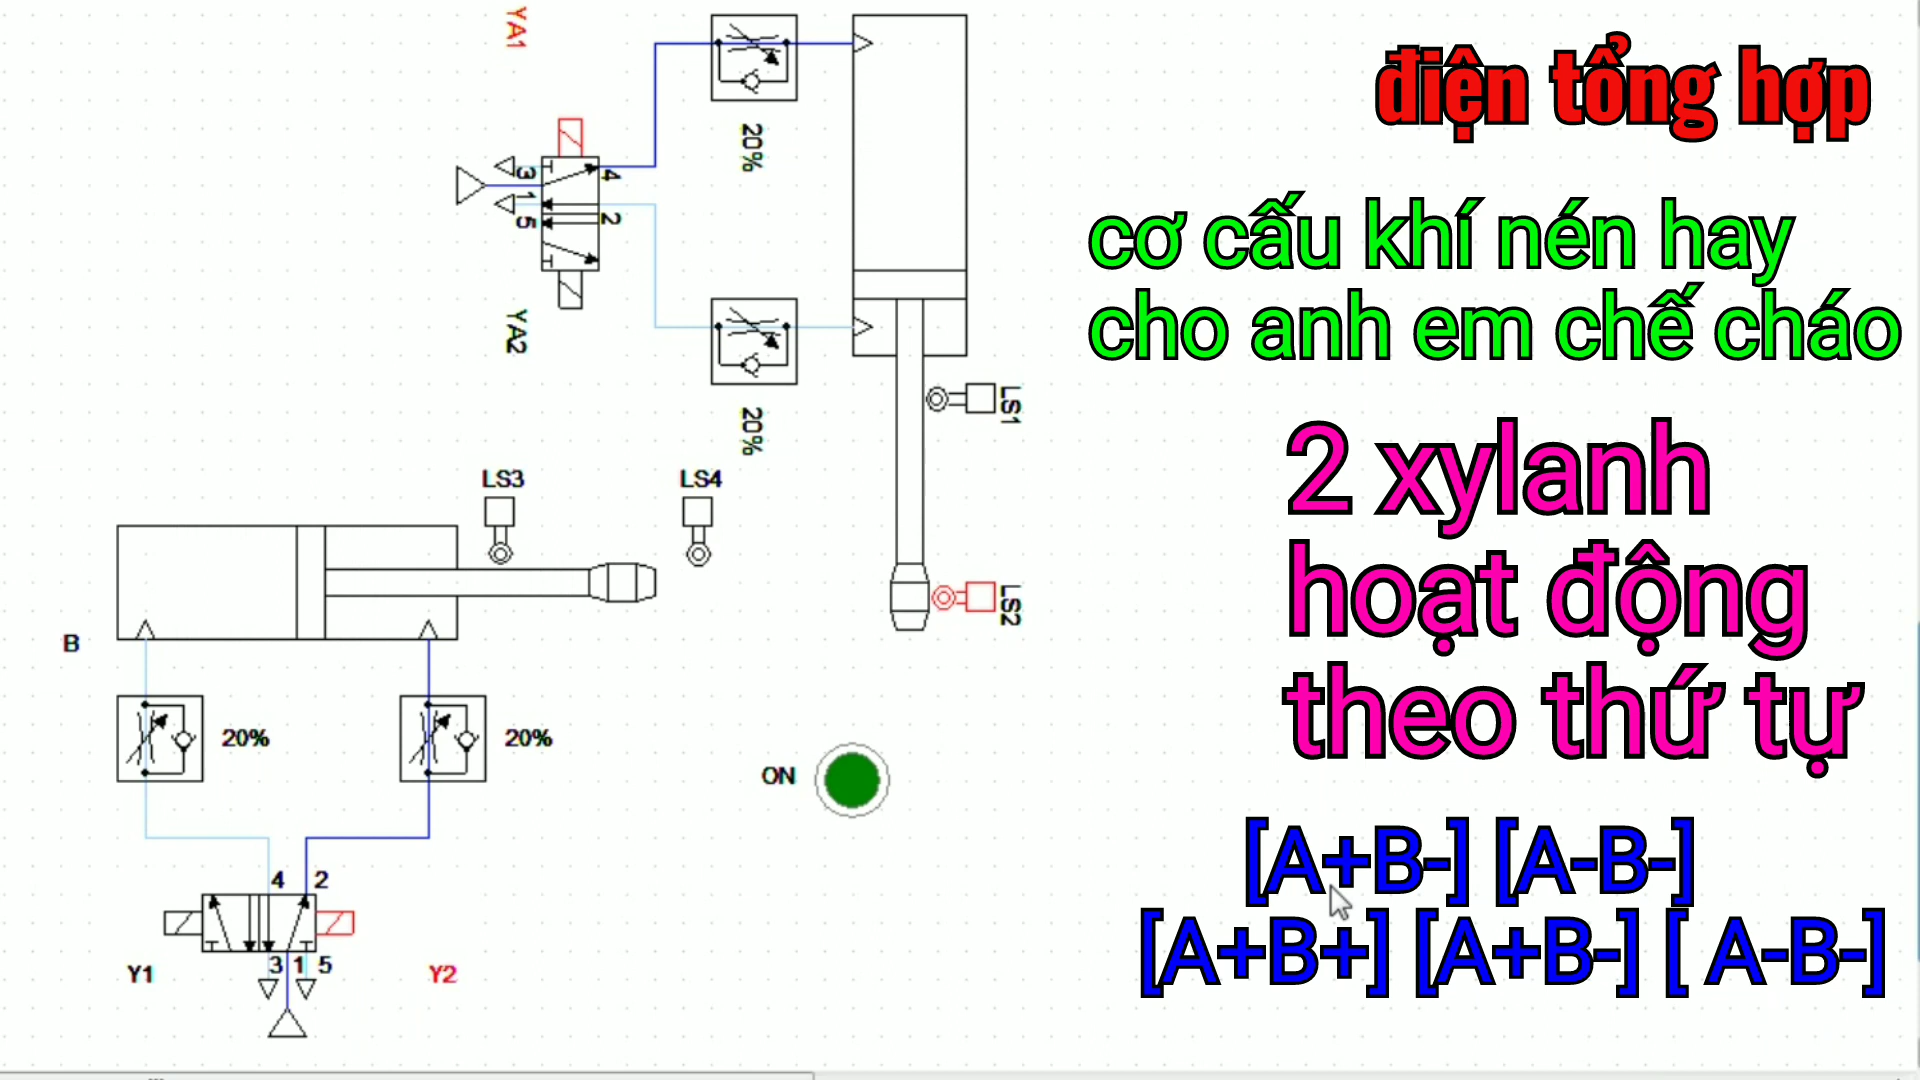 YA1
điện tổng hợp
20%
3
1
5
4
2
cơ cấu khí nén hay
cho anh em chế cháo
YA2
20%
LS1
2 xylanh
hoạt động
theo thứ tự
LS3
LS4
LS2
B
20%
20%
ON
4 2
[A+B-] [A-B-]
[A+B+] [A+B-] [ A-B-]
3 1 5
Y1
Y2